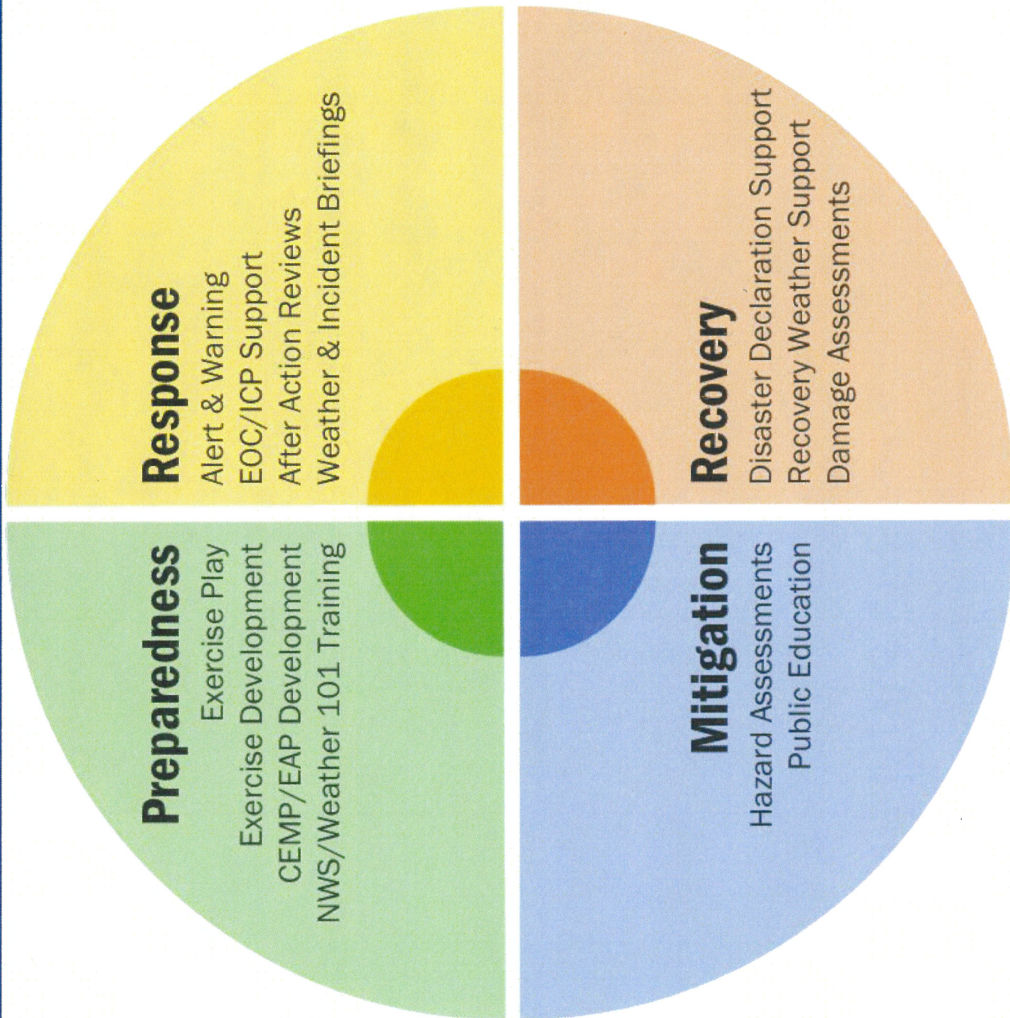 Preparedness
Exercise Play
Exercise Development
CEMP/EAP Development
NWS/Weather 101 Training
Response
Alert & Warning
EOC/ICP Support
After Action Reviews
Weather & Incident Briefings
Mitigation
Hazard Assessments
Public Education
Recovery
Disaster Declaration Support
Recovery Weather Support
Damage Assessments